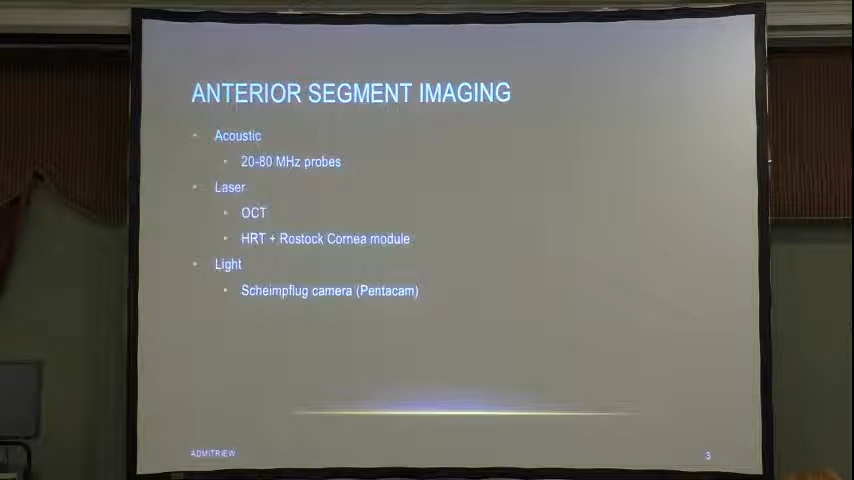 ANTERIOR SEGMENT IMAGING
• Acoustic
• 20-80 MHz probes
• Laser
• OCT
• HRT + Rostock Cornea module
• Light
• Scheimpflug camera (Pentacam)
ADMITRIEW
3